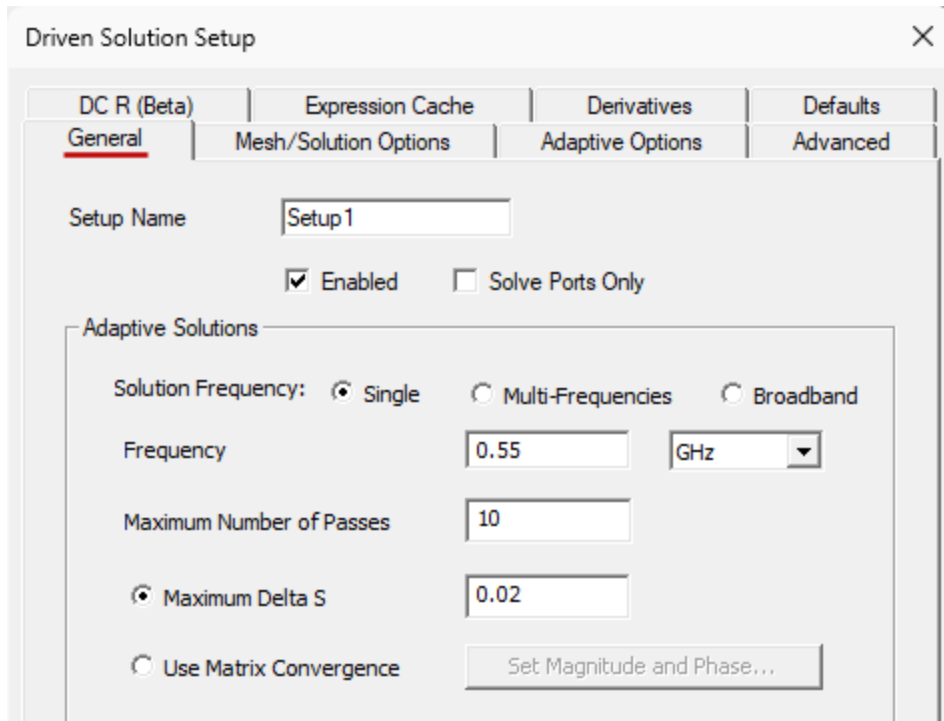 Driven Solution Setup
DC R (Beta) Expression Cache Derivatives Defaults
General Mesh/Solution Options Adaptive Options Advanced
Setup Name Setup1
Enabled Solve Ports Only
Adaptive Solutions
Solution Frequency: Single Multi-Frequencies Broadband
Frequency 0.55 GHz
Maximum Number of Passes 10
Maximum Delta S 0.02
Use Matrix Convergence Set Magnitude and Phase...